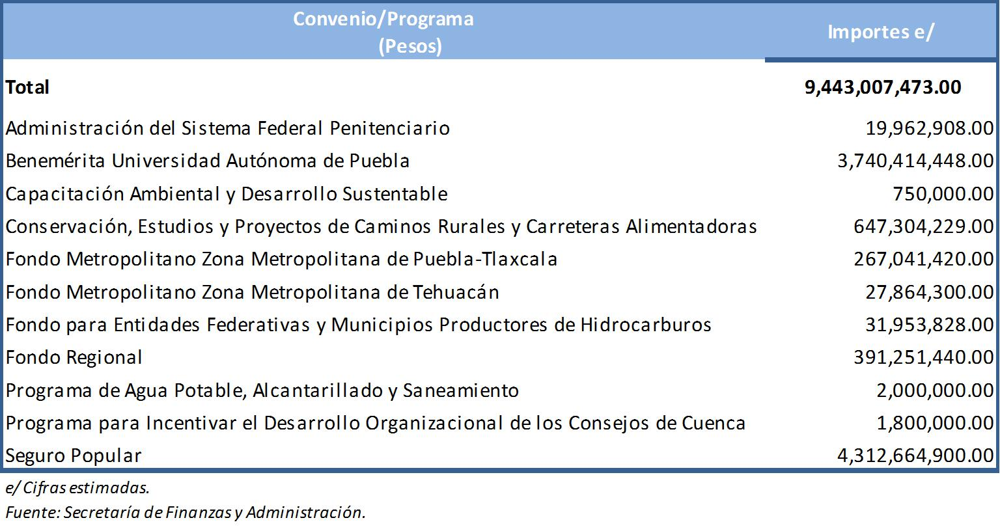 Convenio/Programa
(Pesos)
Importes e/
Total 9,443,007,473.00
Administración del Sistema Federal Penitenciario 19,962,908.00
Benemérita Universidad Autónoma de Puebla 3,740,414,448.00
Capacitación Ambiental y Desarrollo Sustentable 750,000.00
Conservación, Estudios y Proyectos de Caminos Rurales y Carreteras Alimentadoras 647,304,229.00
Fondo Metropolitano Zona Metropolitana de Puebla-Tlaxcala 267,041,420.00
Fondo Metropolitano Zona Metropolitana de Tehuacán 27,864,300.00
Fondo para Entidades Federativas y Municipios Productores de Hidrocarburos 31,953,828.00
Fondo Regional 391,251,440.00
Programa de Agua Potable, Alcantarillado y Saneamiento 2,000,000.00
Programa para Incentivar el Desarrollo Organizacional de los Consejos de Cuenca 1,800,000.00
Seguro Popular 4,312,664,900.00
e/ Cifras estimadas.
Fuente: Secretaría de Finanzas y Administración.